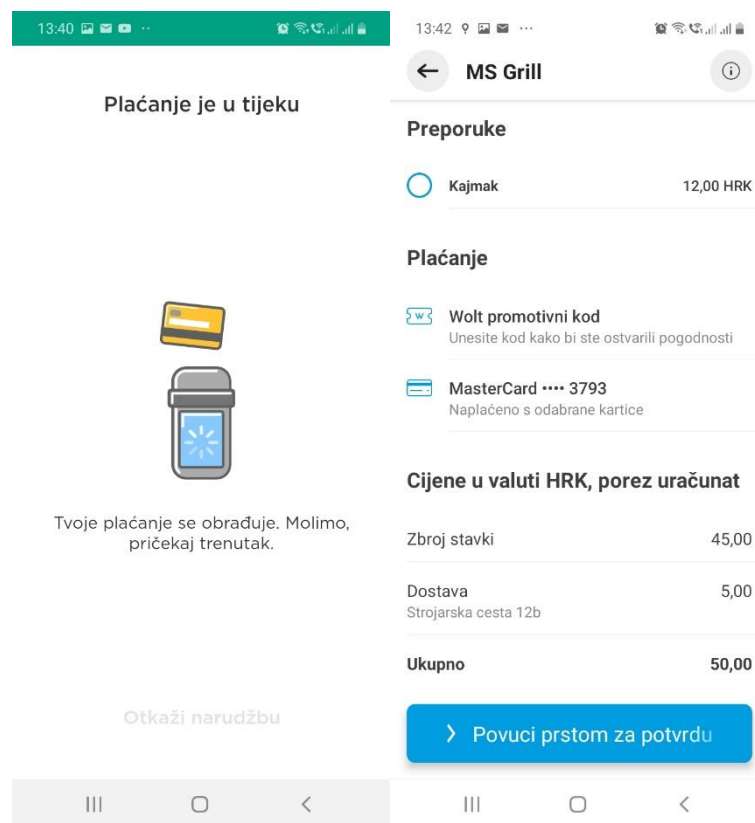 13:40
Plaćanje je u tijeku
Tvoje plaćanje se obrađuje. Molimo,
pričekaj trenutak.
Otkaži narudžbu
13:42
MS Grill
Preporuke
Kajmak 12,00 HRK
Plaćanje
Wolt promotivni kod
Unesite kod kako bi ste ostvarili pogodnosti
MasterCard •••• 3793
Naplaćeno s odabrane kartice
Cijene u valuti HRK, porez uračunat
Zbroj stavki 45,00
Dostava 5,00
Strojarska cesta 12b
Ukupno 50,00
Povuci prstom za potvrdu